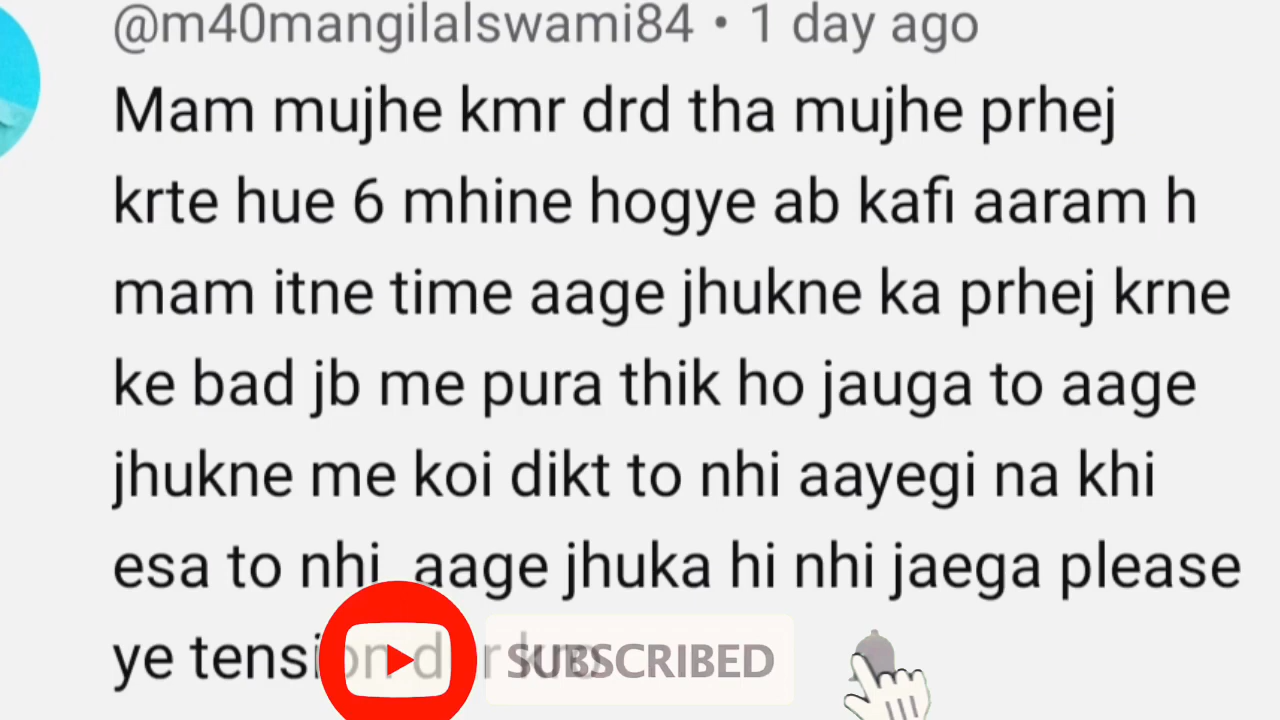 @m40mangilalswami84 • 1 day ago
Mam mujhe kmr drd tha mujhe prhej
krte hue 6 mhine hogye ab kafi aaram h
mam itne time aage jhukne ka prhej krne
ke bad jb me pura thik ho jauga to aage
jhukne me koi dikt to nhi aayegi na khi
esa to nhi aage jhuka hi nhi jaega please
ye tension
SUBSCRIBED